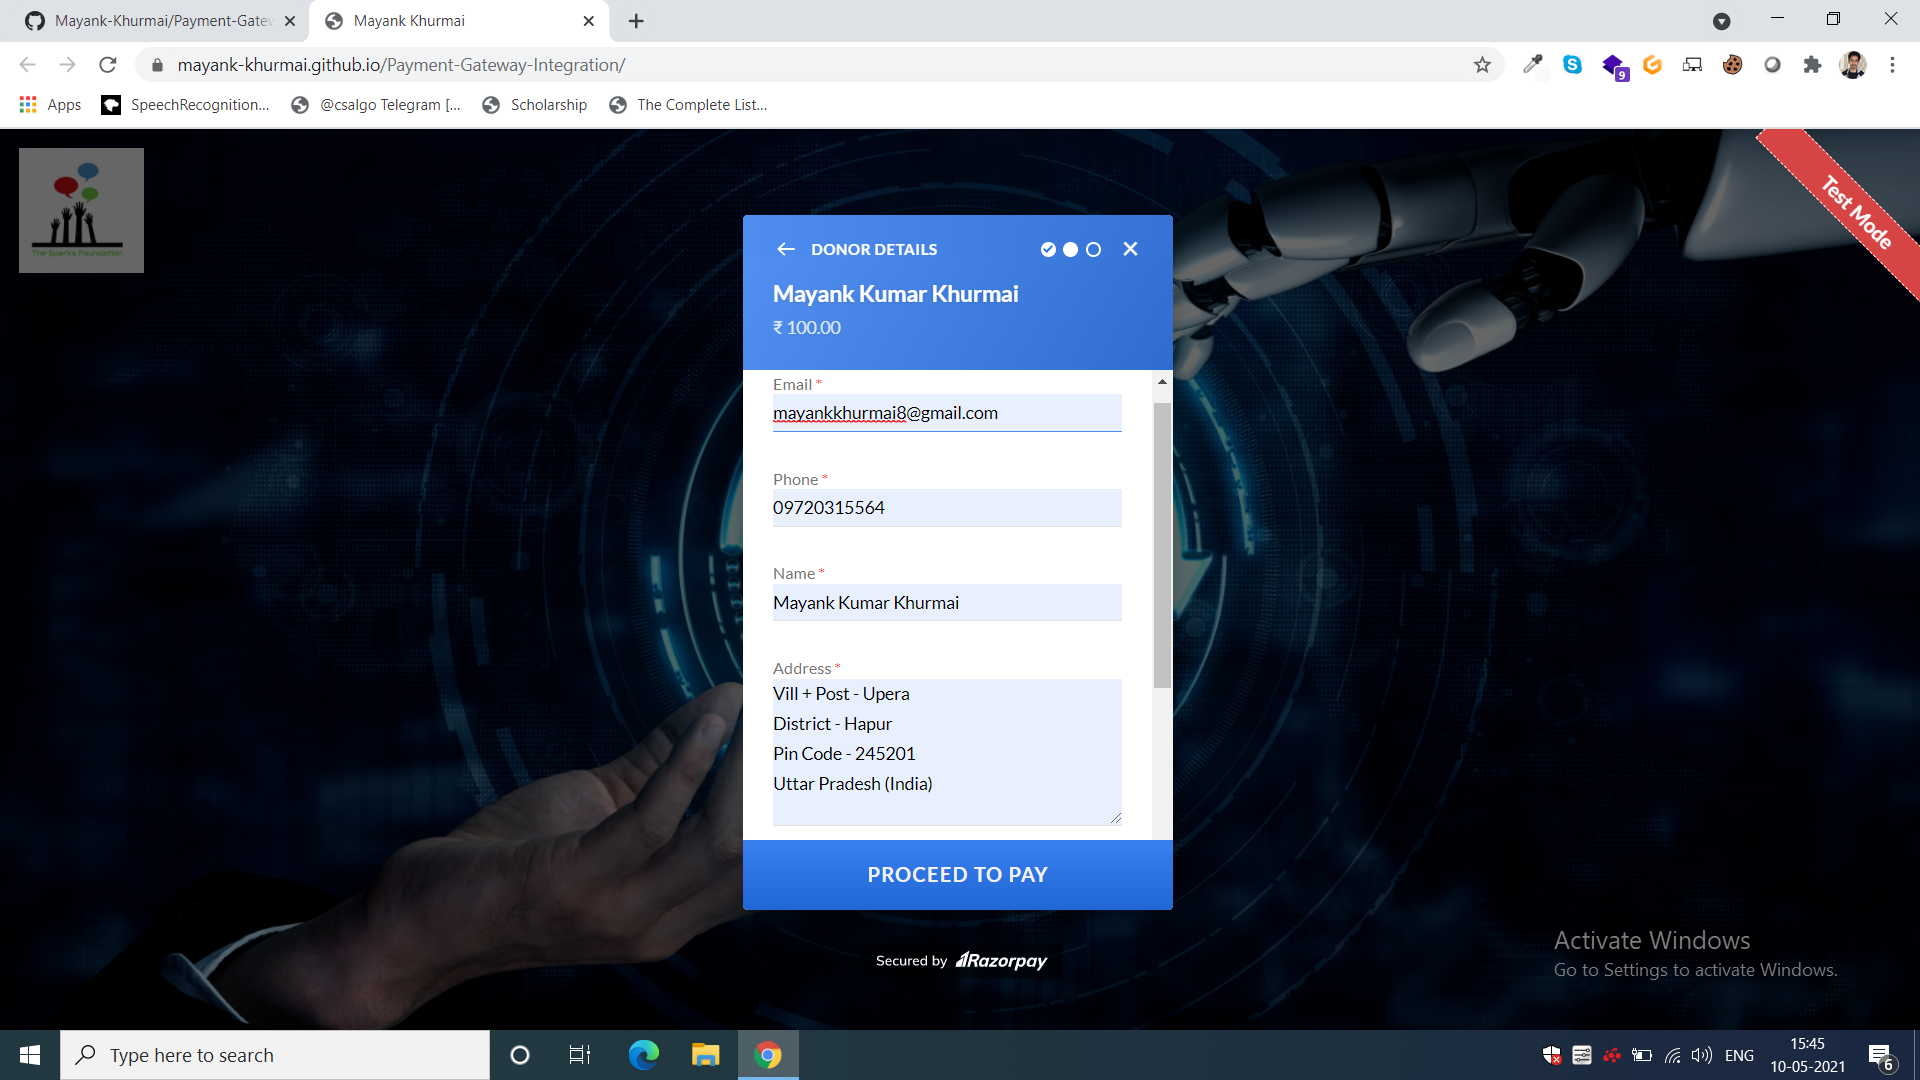 Mayank-Khurmai/Payment-Gatew
Mayank Khurmai
mayank-khurmai.github.io/Payment-Gateway-Integration/
9
Apps
SpeechRecognition...
@csalgo Telegram [...
Scholarship
The Complete List...
The Sparks Foundation
Test Mode
DONOR DETAILS
Mayank Kumar Khurmai
₹ 100.00
Email *
mayankkhurmai8@gmail.com
Phone *
09720315564
Name *
Mayank Kumar Khurmai
Address *
Vill + Post - Upera
District - Hapur
Pin Code - 245201
Uttar Pradesh (India)
PROCEED TO PAY
Secured by Razorpay
Activate Windows
Go to Settings to activate Windows.
Type here to search
ENG
15:45
10-05-2021
6